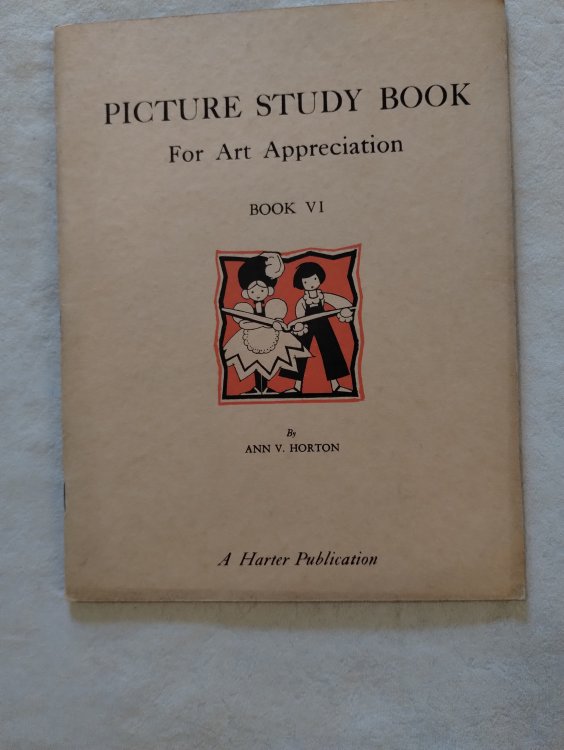 PICTURE STUDY BOOK
For Art Appreciation
BOOK VI
By
ANN V. HORTON
A Harter Publication